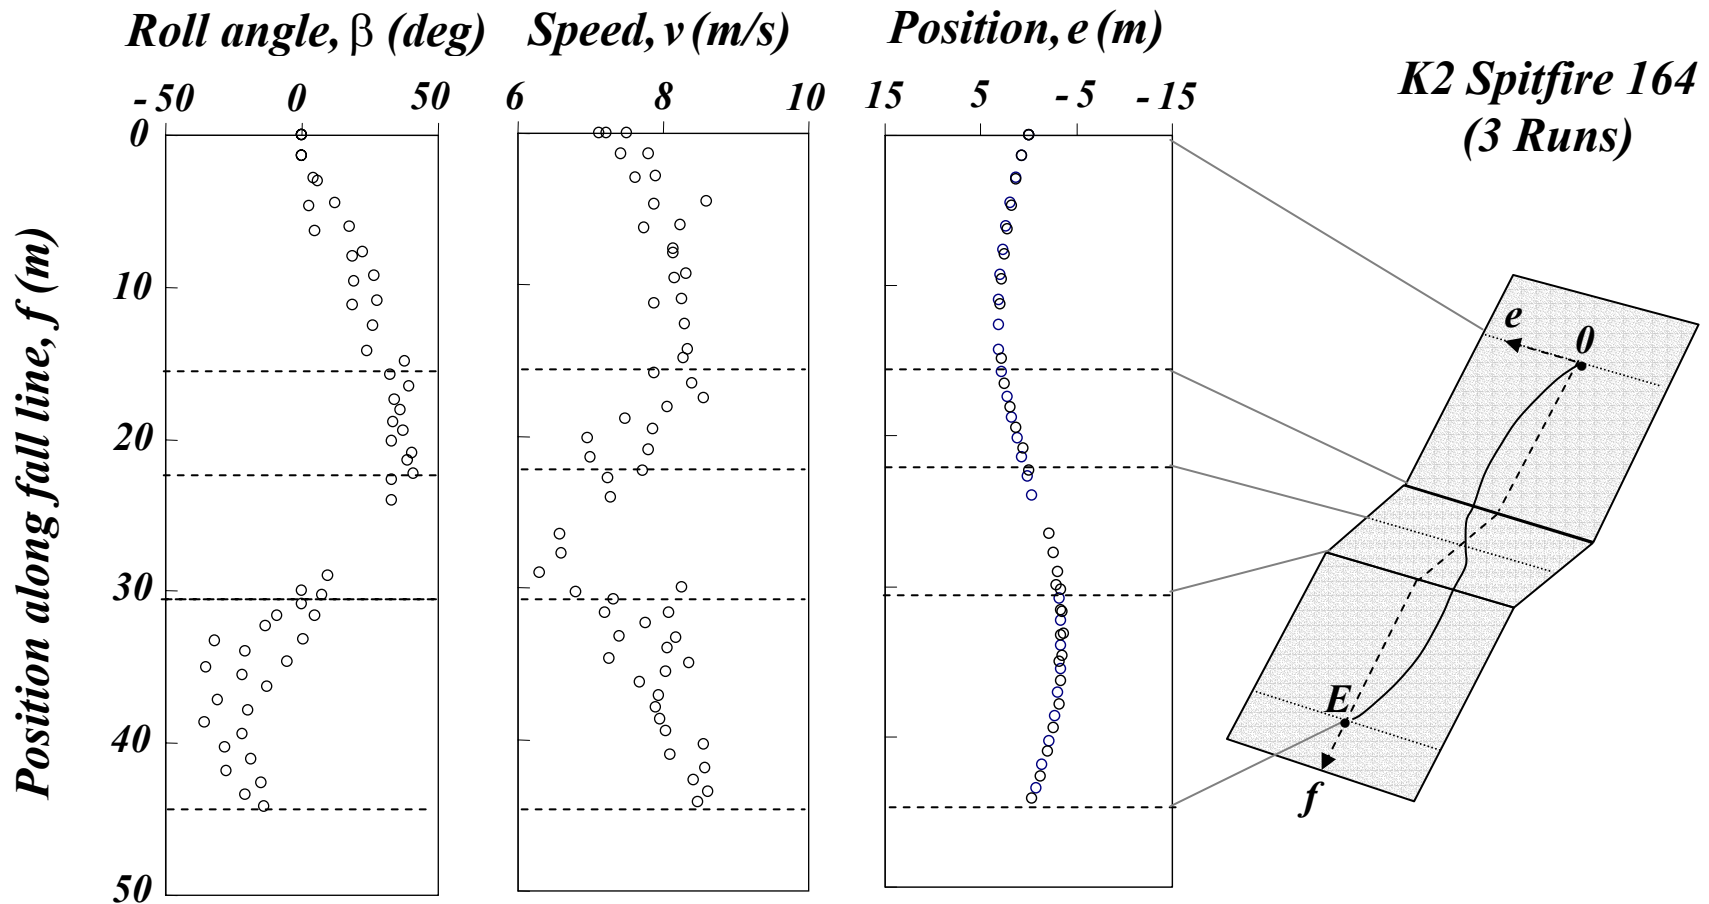 Roll angle, β (deg) Speed, v (m/s) Position, e (m)
K2 Spitfire 164
(3 Runs)
- 50 0 50 6 8 10 15 5 - 5 - 15
0
10
20
30
40
50
Position along fall line, f (m)
e
0
E
f